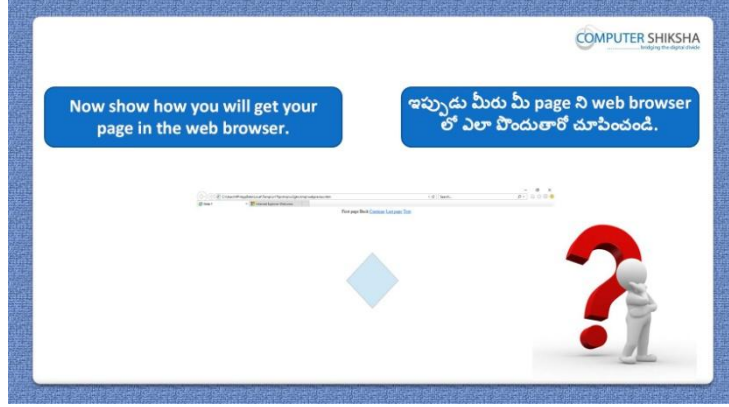 COMPUTER SHIKSHA
bridging the digital divide
Now show how you will get your
page in the web browser.
ఇప్పుడు మీరు మీ page ని web browser
లో ఎలా పొందుతారో చూపించండి.
First page Back Continue Last page Text